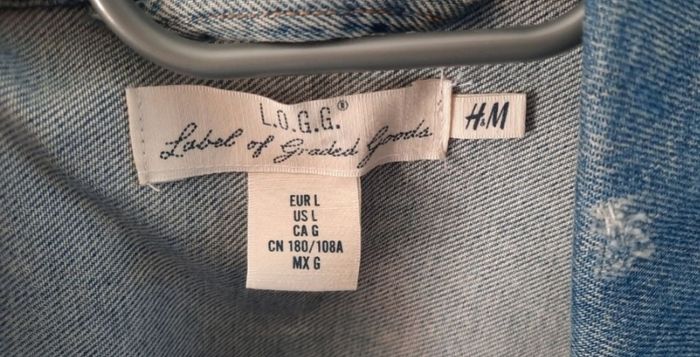 L.O.G.G.®
Label of Graded Goods
H&M
EUR L
US L
CA G
CN 180/108A
MX G